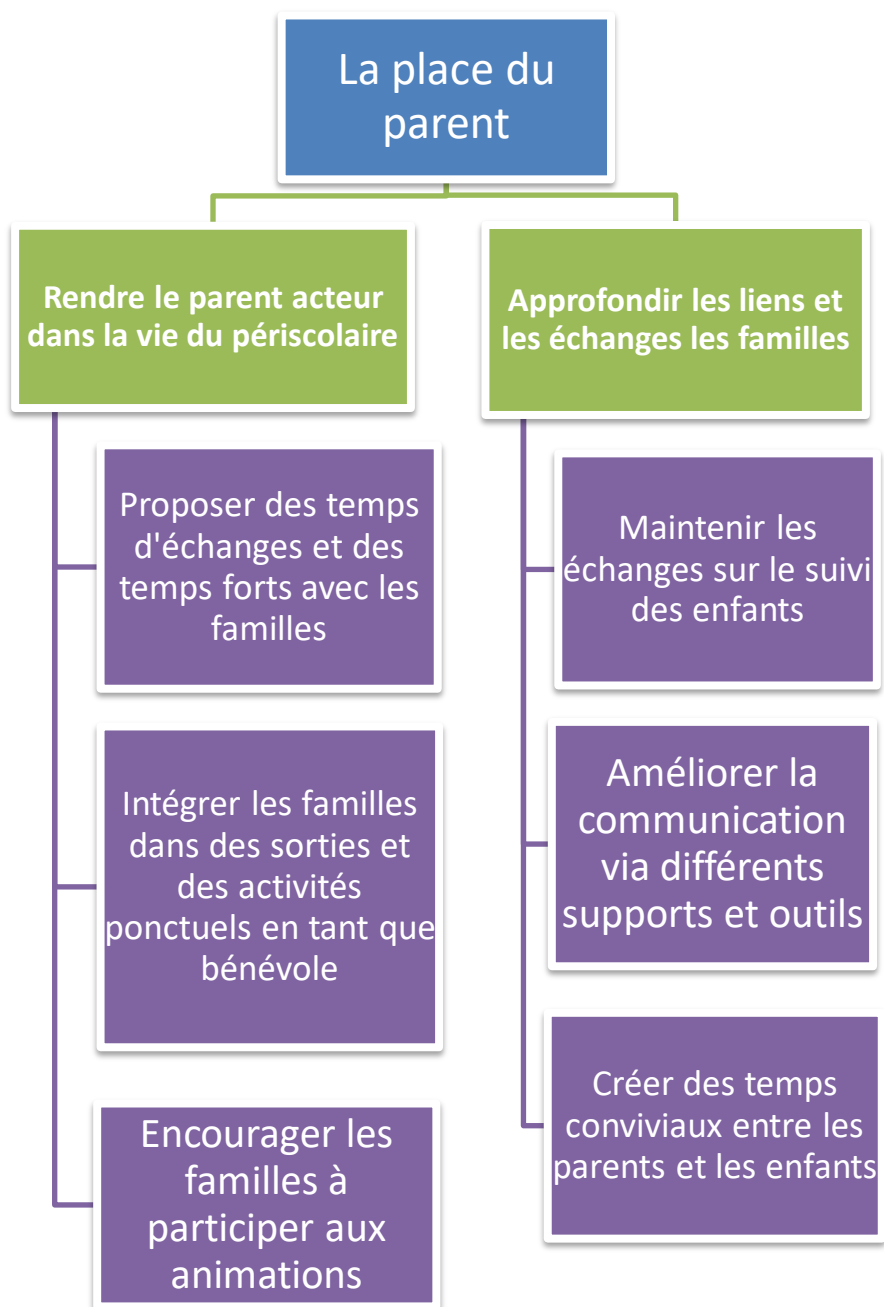 La place du
parent
Rendre le parent acteur
dans la vie du périscolaire
Proposer des temps
d'échanges et des
temps forts avec les
familles
Intégrer les familles
dans des sorties et
des activités
ponctuels en tant que
bénévole
Encourager les
familles à
participer aux
animations
Approfondir les liens et
les échanges les familles
Maintenir les
échanges sur le suivi
des enfants
Améliorer la
communication
via différents
supports et outils
Créer des temps
conviviaux entre les
parents et les enfants